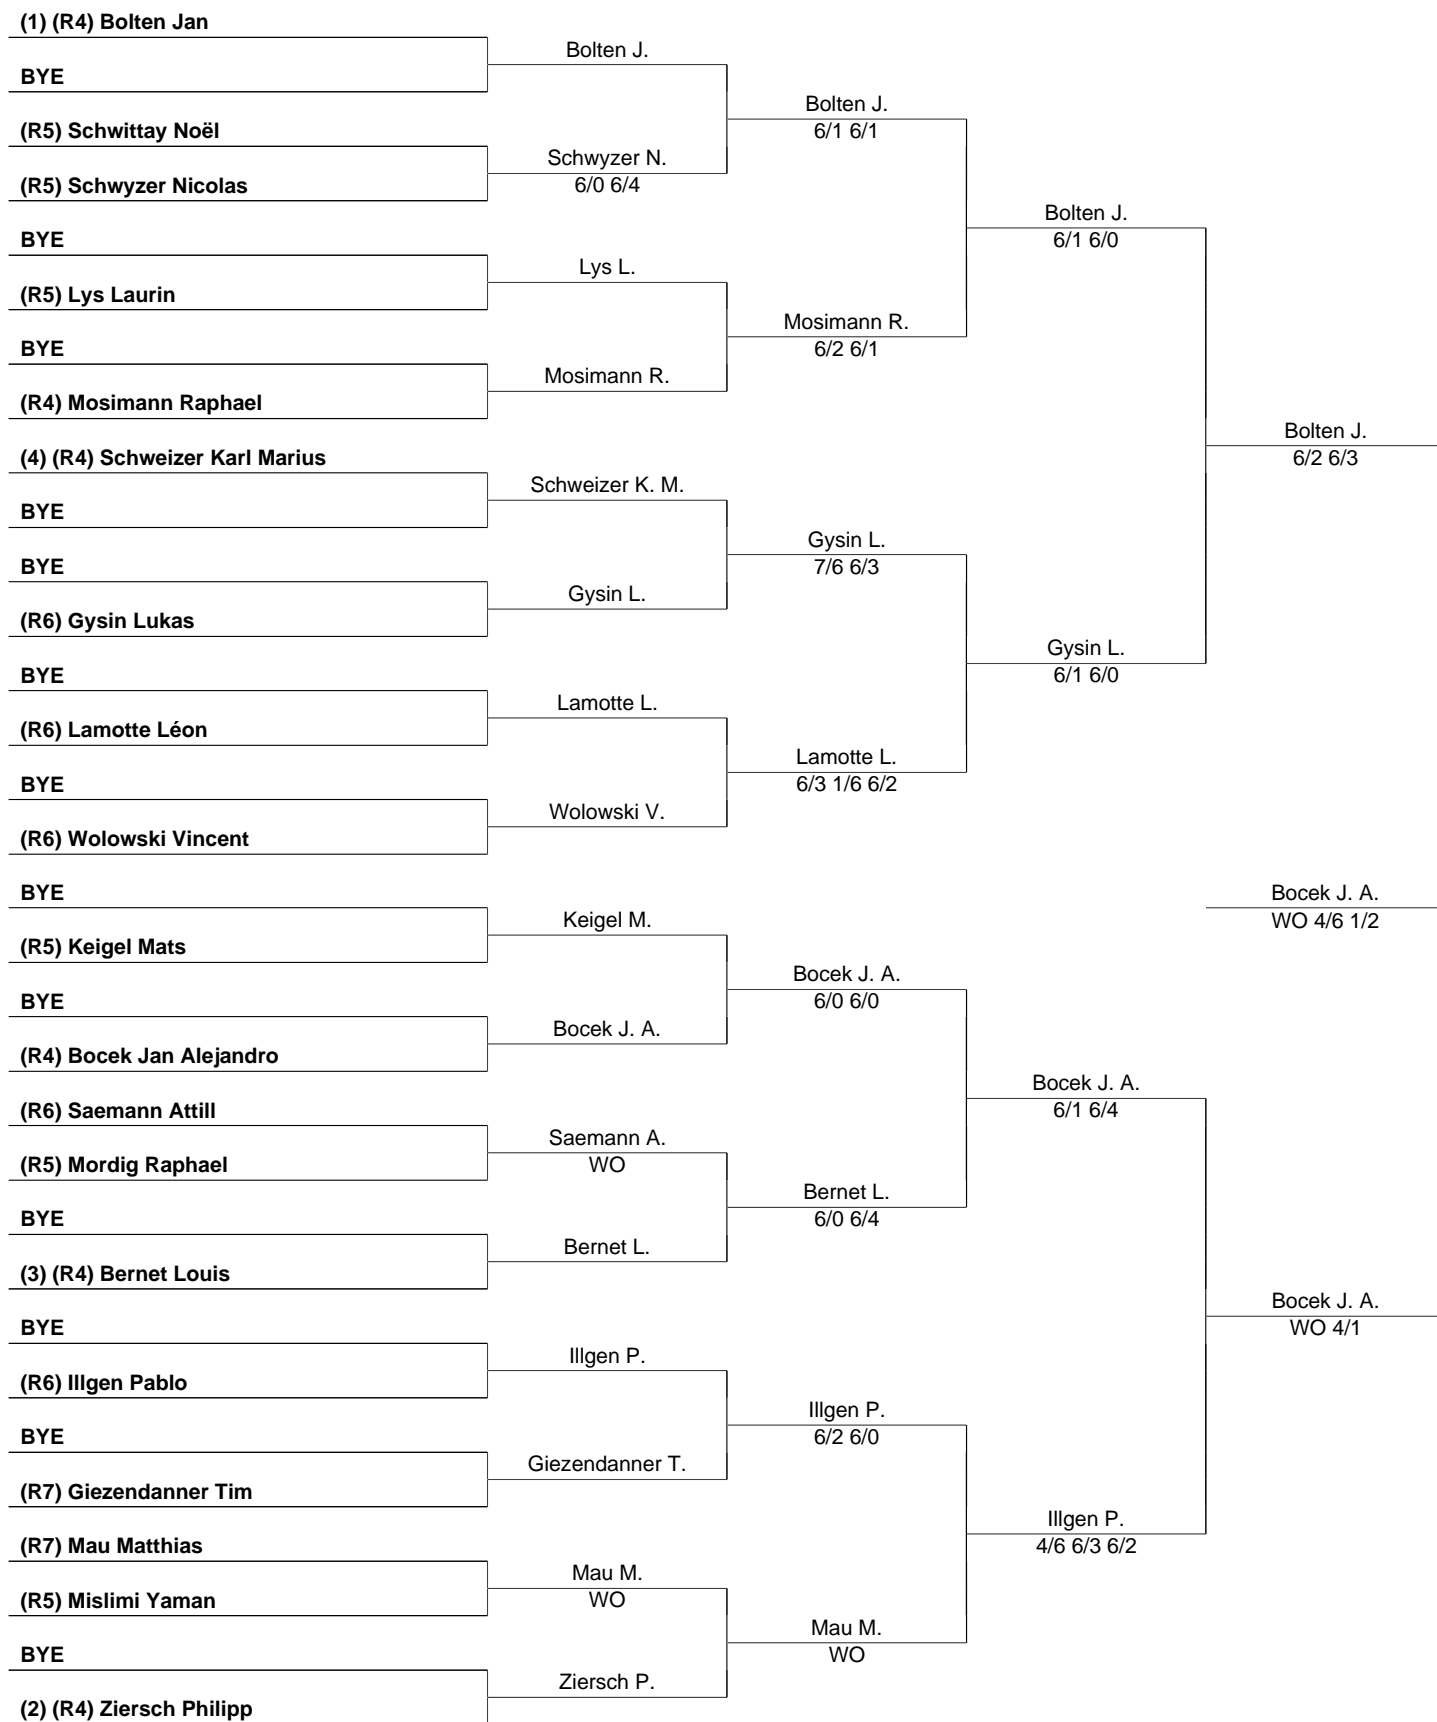 (1) (R4) Bolten Jan
BYE
(R5) Schwittay Noël
(R5) Schwyzer Nicolas
BYE
(R5) Lys Laurin
BYE
(R4) Mosimann Raphael
(4) (R4) Schweizer Karl Marius
BYE
BYE
(R6) Gysin Lukas
BYE
(R6) Lamotte Léon
BYE
(R6) Wolowski Vincent
BYE
(R5) Keigel Mats
BYE
(R4) Bocek Jan Alejandro
(R6) Saemann Attill
(R5) Mordig Raphael
BYE
(3) (R4) Bernet Louis
BYE
(R6) Illgen Pablo
BYE
(R7) Giezendanner Tim
(R7) Mau Matthias
(R5) Mislimi Yaman
BYE
(2) (R4) Ziersch Philipp
Bolten J.
Schwyzer N.
6/0 6/4
Lys L.
Mosimann R.
Schweizer K. M.
Gysin L.
Lamotte L.
Wolowski V.
Keigel M.
Bocek J. A.
Saemann A.
WO
Bernet L.
Illgen P.
Giezendanner T.
Mau M.
WO
Ziersch P.
Bolten J.
6/1 6/1
Mosimann R.
6/2 6/1
Gysin L.
7/6 6/3
Lamotte L.
6/3 1/6 6/2
Bocek J. A.
6/0 6/0
Bernet L.
6/0 6/4
Illgen P.
6/2 6/0
Mau M.
WO
Bolten J.
6/1 6/0
Gysin L.
6/1 6/0
Bocek J. A.
6/1 6/4
Illgen P.
4/6 6/3 6/2
Bolten J.
6/2 6/3
Bocek J. A.
WO 4/6 1/2
Bocek J. A.
WO 4/1